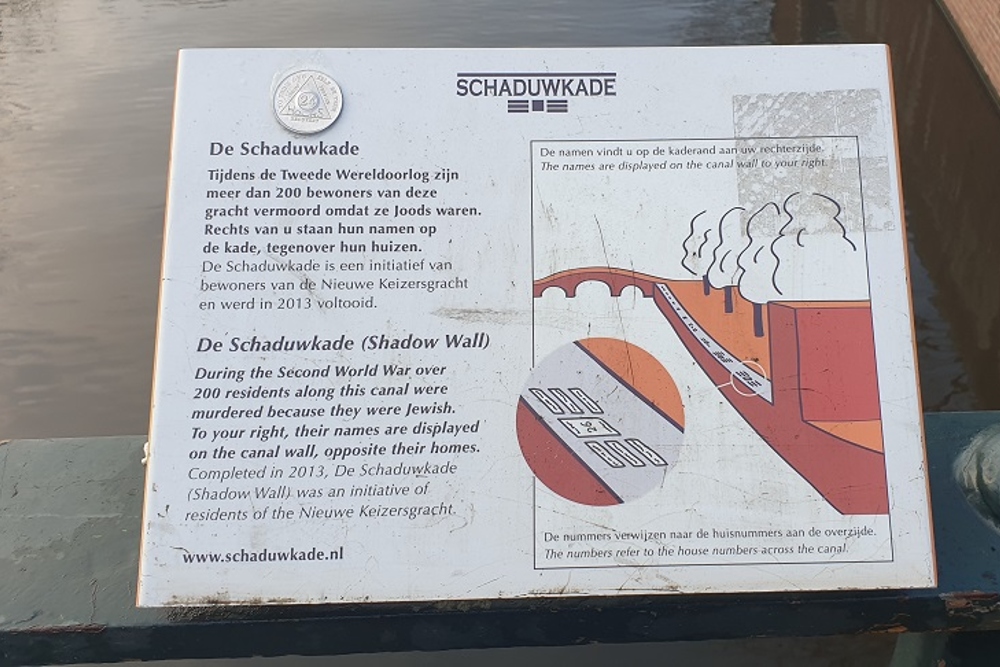 SCHADUWKADE
De Schaduwkade
Tijdens de Tweede Wereldoorlog zijn
meer dan 200 bewoners van deze
gracht vermoord omdat ze Joods waren.
Rechts van u staan hun namen op
de kade, tegenover hun huizen.
De Schaduwkade is een initiatief van
bewoners van de Nieuwe Keizersgracht
en werd in 2013 voltooid.
De Schaduwkade (Shadow Wall)
During the Second World War over
200 residents along this canal were
murdered because they were Jewish.
To your right, their names are displayed
on the canal wall, opposite their homes.
Completed in 2013, De Schaduwkade
(Shadow Wall) was an initiative of
residents of the Nieuwe Keizersgracht.
www.schaduwkade.nl
De namen vindt u op de kaderand aan uw rechterzijde.
The names are displayed on the canal wall to your right.
De nummers verwijzen naar de huisnummers aan de overzijde.
The numbers refer to the house numbers across the canal.